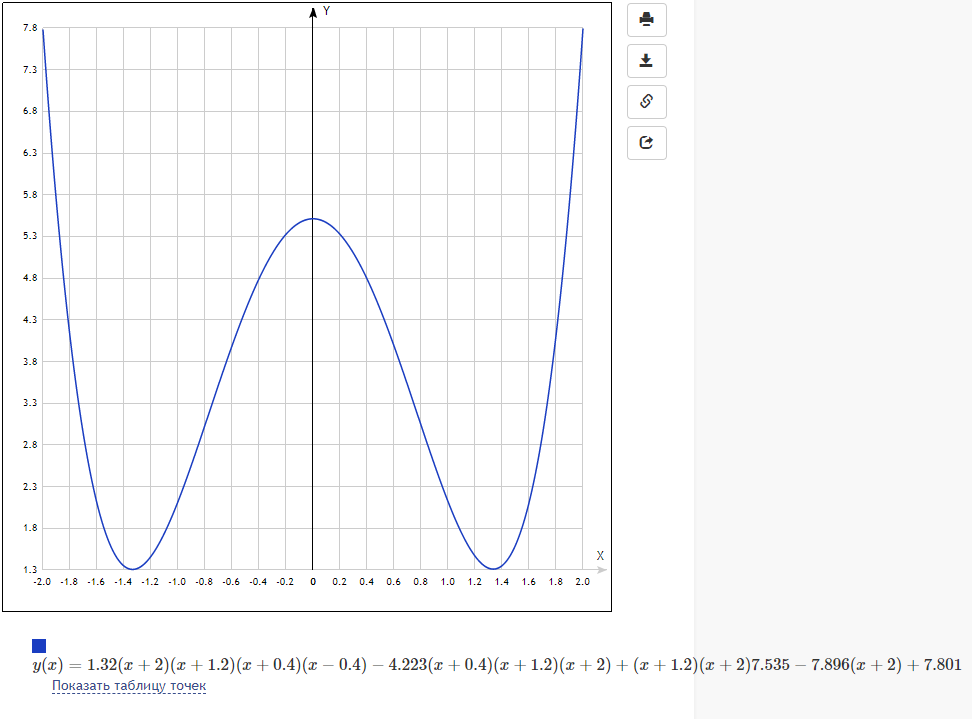 Y
7.8
7.3
6.8
6.3
5.8
5.3
4.8
4.3
3.8
3.3
2.8
2.3
1.8
1.3
X
-2.0 -1.8 -1.6 -1.4 -1.2 -1.0 -0.8 -0.6 -0.4 -0.2 0 0.2 0.4 0.6 0.8 1.0 1.2 1.4 1.6 1.8 2.0
y(x) = 1.32(x + 2)(x + 1.2)(x + 0.4)(x − 0.4) − 4.223(x + 0.4)(x + 1.2)(x + 2) + (x + 1.2)(x + 2)7.535 − 7.896(x + 2) + 7.801
Показать таблицу точек